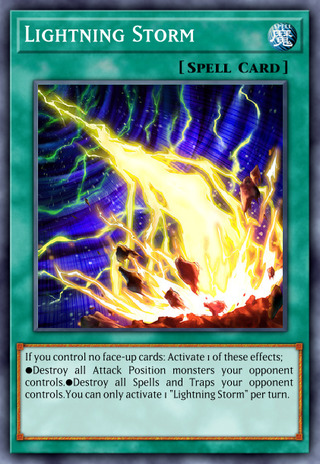 Lightning Storm
魔
[Spell Card]
If you control no face-up cards: Activate 1 of these effects;
●Destroy all Attack Position monsters your opponent
controls.●Destroy all Spells and Traps your opponent
controls.You can only activate 1 "Lightning Storm" per turn.